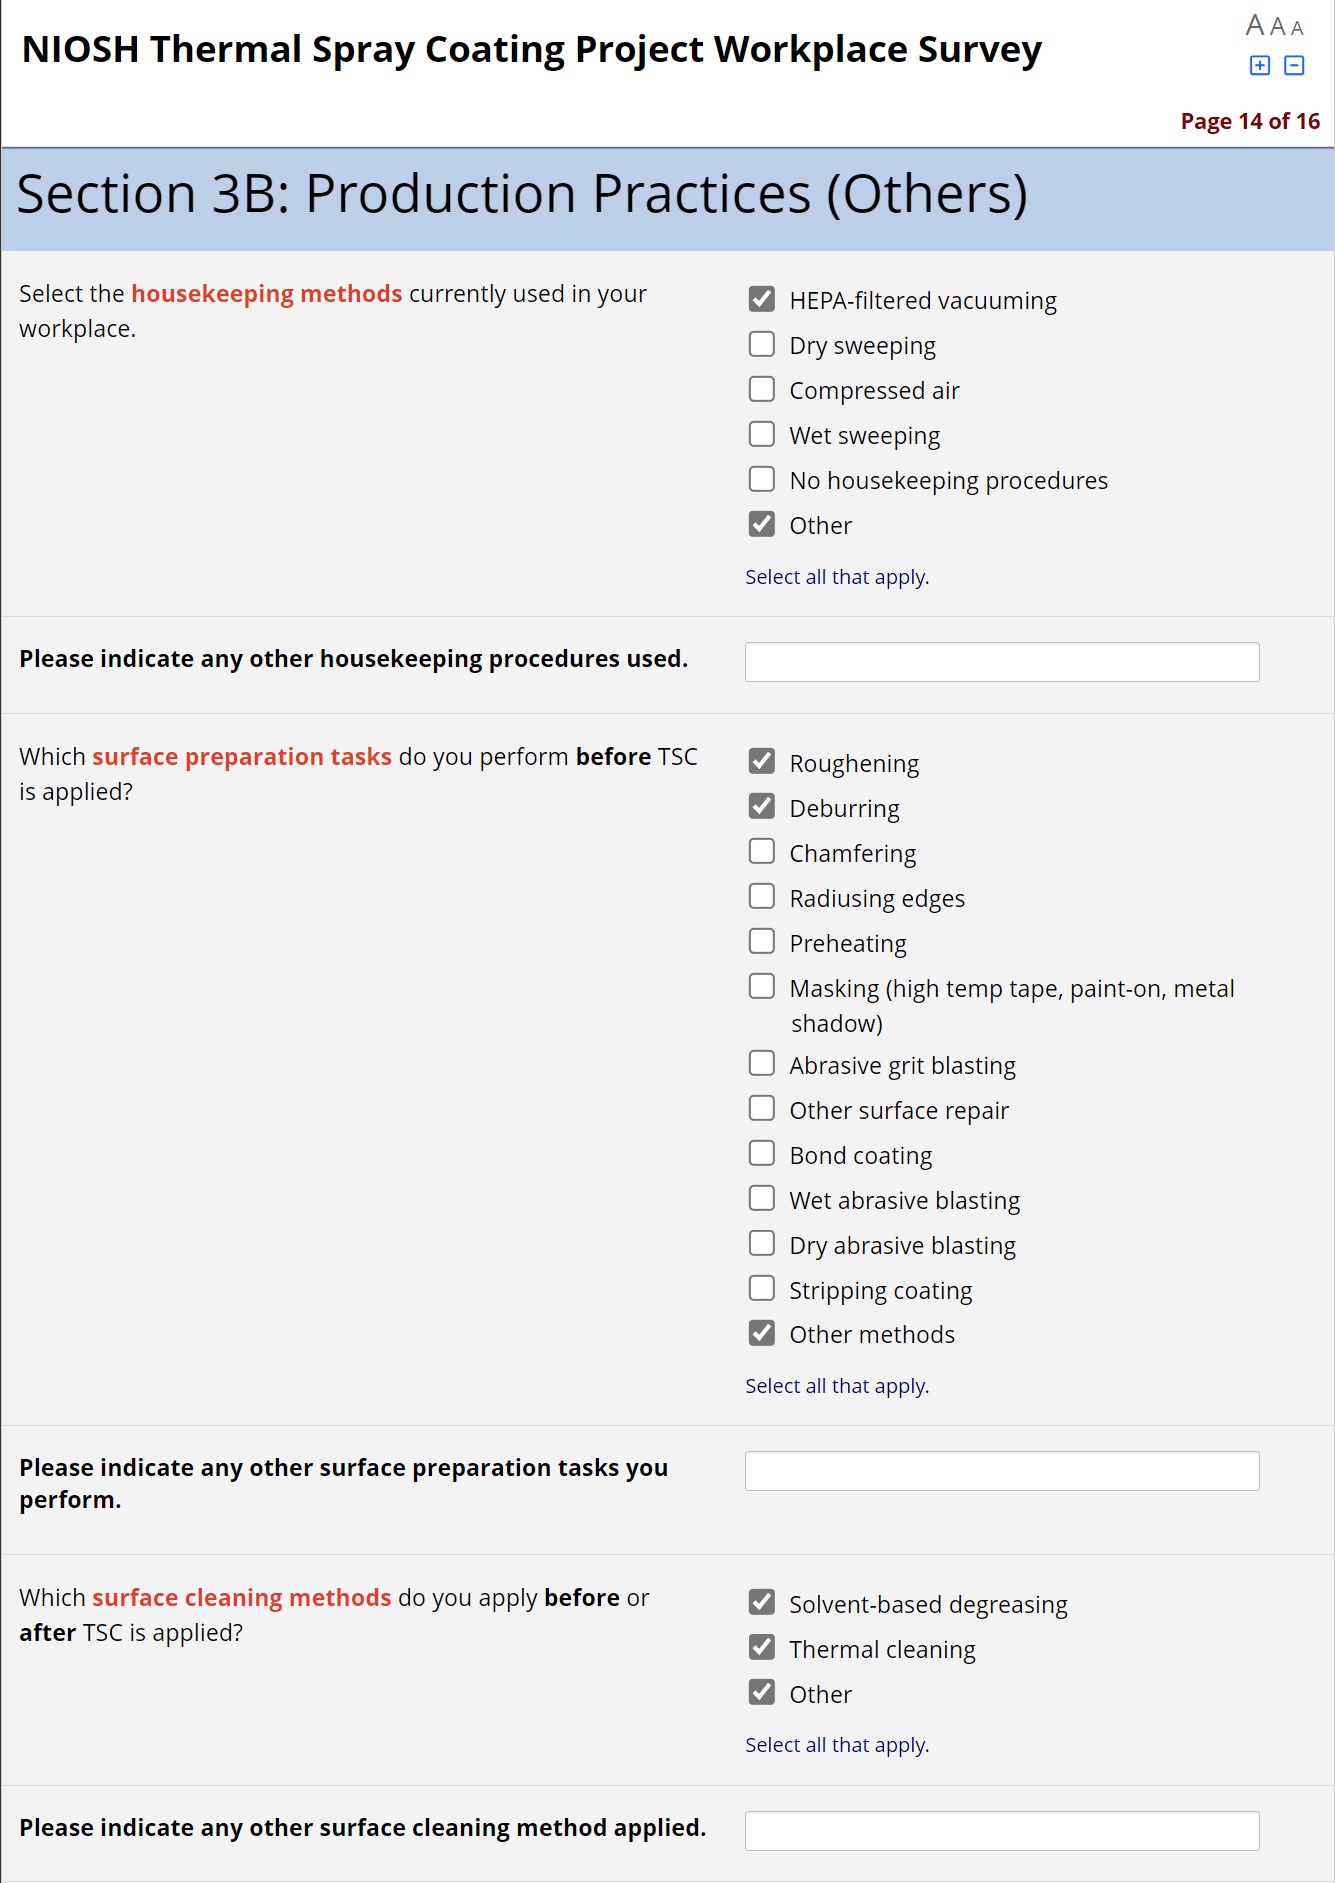 NIOSH Thermal Spray Coating Project Workplace Survey
A A A
Page 14 of 16
Section 3B: Production Practices (Others)
Select the housekeeping methods currently used in your
workplace.
HEPA-filtered vacuuming
Dry sweeping
Compressed air
Wet sweeping
No housekeeping procedures
Other
Select all that apply.
Please indicate any other housekeeping procedures used.
Which surface preparation tasks do you perform before TSC
is applied?
Roughening
Deburring
Chamfering
Radiusing edges
Preheating
Masking (high temp tape, paint-on, metal
shadow)
Abrasive grit blasting
Other surface repair
Bond coating
Wet abrasive blasting
Dry abrasive blasting
Stripping coating
Other methods
Select all that apply.
Please indicate any other surface preparation tasks you
perform.
Which surface cleaning methods do you apply before or
after TSC is applied?
Solvent-based degreasing
Thermal cleaning
Other
Select all that apply.
Please indicate any other surface cleaning method applied.